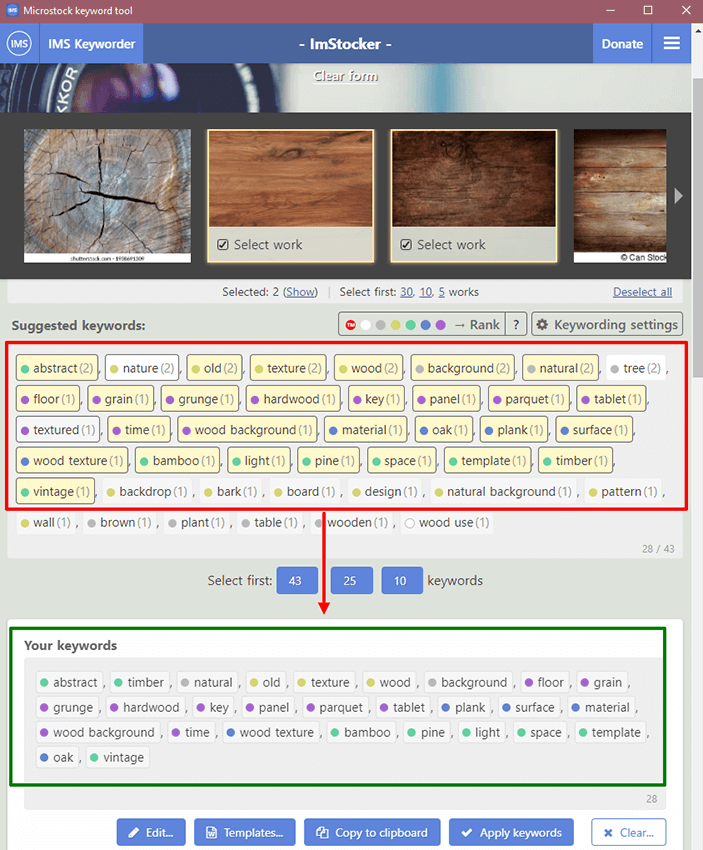 Microstock keyword tool
IMS IMS Keyworder - ImStocker - Donate
KKOR
Clear form
Select work Select work
shutterstock.com · 1908691309 © Can Stock
Selected: 2 (Show) | Select first: 30, 10, 5 works Deselect all
Suggested keywords: TM → Rank ? Keywording settings
abstract (2) , nature (2) , old (2) , texture (2) , wood (2) , background (2) , natural (2) , tree (2) ,
floor (1) , grain (1) , grunge (1) , hardwood (1) , key (1) , panel (1) , parquet (1) , tablet (1) ,
textured (1) , time (1) , wood background (1) , material (1) , oak (1) , plank (1) , surface (1) ,
wood texture (1) , bamboo (1) , light (1) , pine (1) , space (1) , template (1) , timber (1) ,
vintage (1) , backdrop (1) , bark (1) , board (1) , design (1) , natural background (1) , pattern (1) ,
wall (1) , brown (1) , plant (1) , table (1) , wooden (1) , wood use (1)
28 / 43
Select first: 43 25 10 keywords
Your keywords
abstract , timber , natural , old , texture , wood , background , floor , grain ,
grunge , hardwood , key , panel , parquet , tablet , plank , surface , material ,
wood background , time , wood texture , bamboo , pine , light , space , template ,
oak , vintage
28
Edit... Templates... Copy to clipboard Apply keywords Clear...